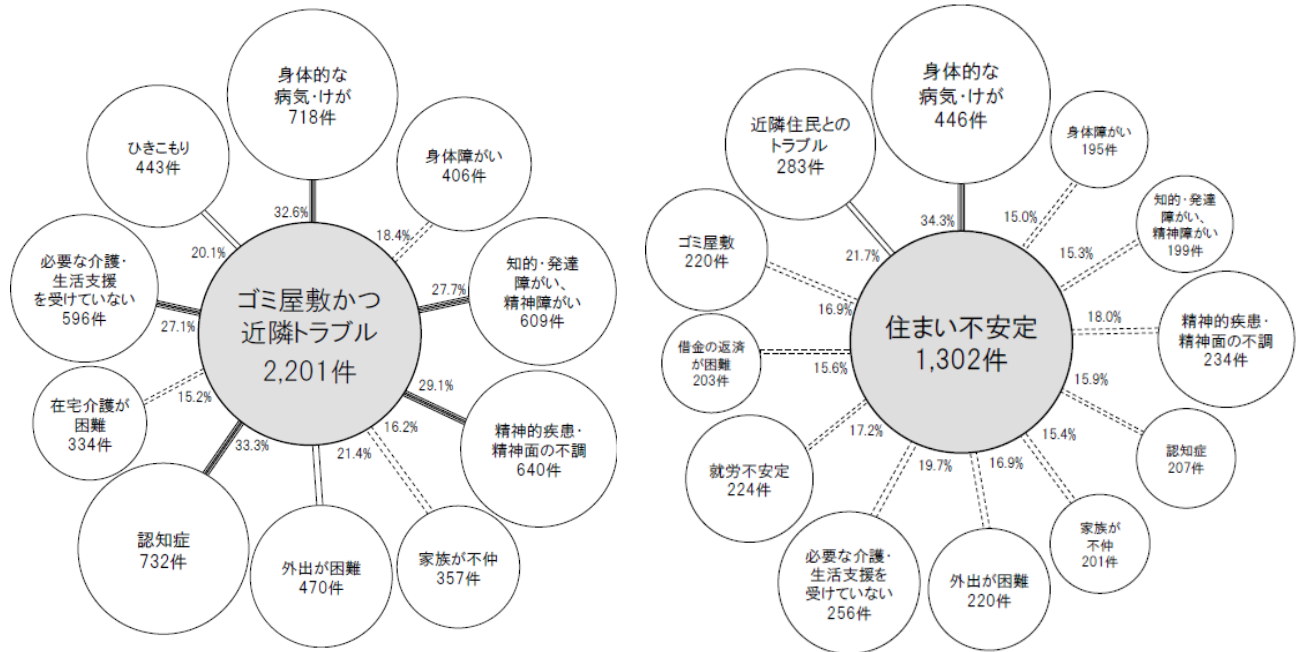 身体的な
病気・けが
718件
身体障がい
406件
知的・発達
障がい、
精神障がい
609件
精神的疾患・
精神面の不調
640件
家族が不仲
357件
外出が困難
470件
認知症
732件
在宅介護が
困難
334件
必要な介護・
生活支援
を受けていない
596件
ひきこもり
443件
32.6%
18.4%
27.7%
29.1%
16.2%
21.4%
33.3%
15.2%
27.1%
20.1%
ゴミ屋敷かつ
近隣トラブル
2,201件
身体的な
病気・けが
446件
身体障がい
195件
知的・発達
障がい、
精神障がい
199件
精神的疾患・
精神面の不調
234件
認知症
207件
家族が
不仲
201件
外出が困難
220件
必要な介護・
生活支援を
受けていない
256件
就労不安定
224件
借金の返済
が困難
203件
ゴミ屋敷
220件
近隣住民との
トラブル
283件
34.3%
15.0%
15.3%
18.0%
15.9%
15.4%
16.9%
19.7%
17.2%
15.6%
16.9%
21.7%
住まい不安定
1,302件